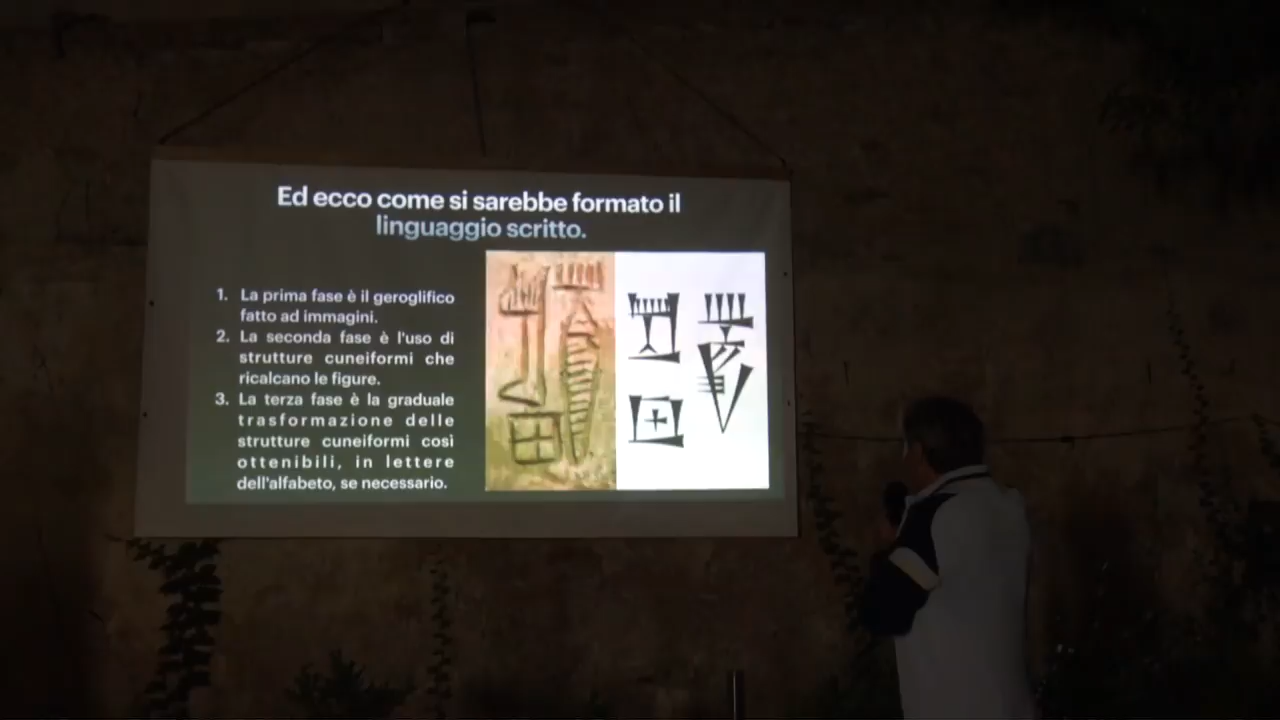 Ed ecco come si sarebbe formato il
linguaggio scritto.
1. La prima fase è il geroglifico
fatto ad immagini.
2. La seconda fase è l'uso di
strutture cuneiformi che
ricalcano le figure.
3. La terza fase è la graduale
trasformazione delle
strutture cuneiformi così
ottenibili, in lettere
dell'alfabeto, se necessario.